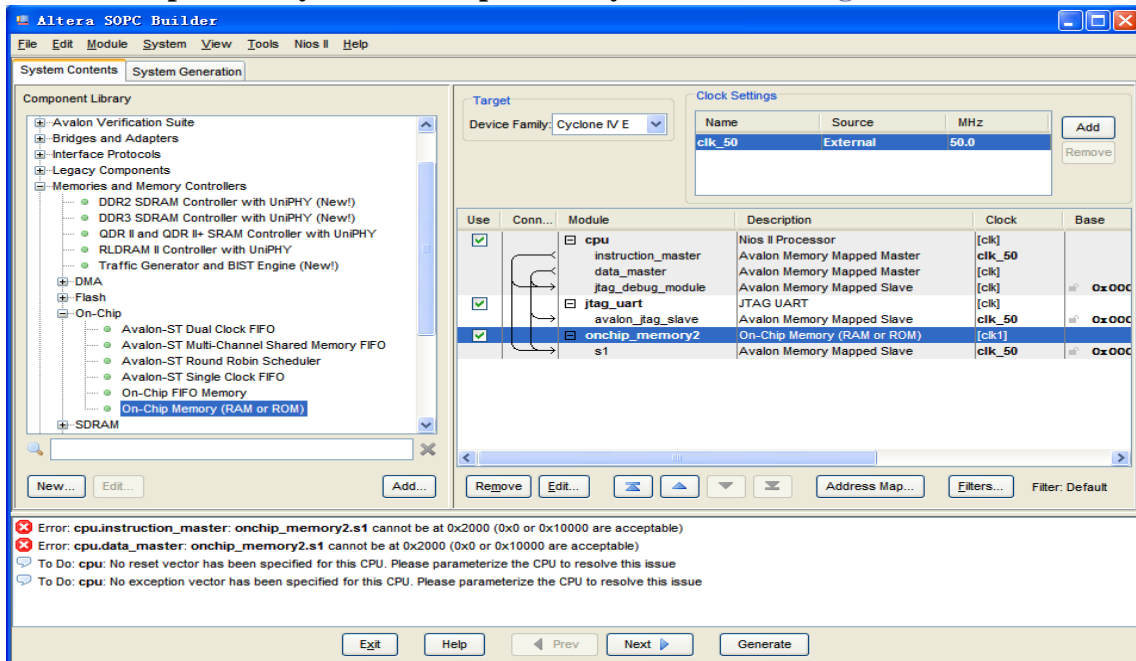 Altera SOPC Builder
File Edit Module System View Tools Nios II Help
System Contents System Generation
Component Library
Avalon Verification Suite
Bridges and Adapters
Interface Protocols
Legacy Components
Memories and Memory Controllers
DDR2 SDRAM Controller with UniPHY (New!)
DDR3 SDRAM Controller with UniPHY (New!)
QDR II and QDR II+ SRAM Controller with UniPHY
RLDRAM II Controller with UniPHY
Traffic Generator and BIST Engine (New!)
DMA
Flash
On-Chip
Avalon-ST Dual Clock FIFO
Avalon-ST Multi-Channel Shared Memory FIFO
Avalon-ST Round Robin Scheduler
Avalon-ST Single Clock FIFO
On-Chip FIFO Memory
On-Chip Memory (RAM or ROM)
SDRAM
New... Edit... Add...
Target
Device Family: Cyclone IV E
Clock Settings
Name Source MHz
clk_50 External 50.0
Add
Remove
Use Conn... Module Description Clock Base
cpu Nios II Processor [clk]
instruction_master Avalon Memory Mapped Master clk_50
data_master Avalon Memory Mapped Master [clk]
jtag_debug_module Avalon Memory Mapped Slave [clk] 0x000
jtag_uart JTAG UART [clk]
avalon_jtag_slave Avalon Memory Mapped Slave clk_50 0x000
onchip_memory2 On-Chip Memory (RAM or ROM) [clk1]
s1 Avalon Memory Mapped Slave clk_50 0x000
Remove Edit... Address Map... Filters... Filter: Default
Error: cpu.instruction_master: onchip_memory2.s1 cannot be at 0x2000 (0x0 or 0x10000 are acceptable)
Error: cpu.data_master: onchip_memory2.s1 cannot be at 0x2000 (0x0 or 0x10000 are acceptable)
To Do: cpu: No reset vector has been specified for this CPU. Please parameterize the CPU to resolve this issue
To Do: cpu: No exception vector has been specified for this CPU. Please parameterize the CPU to resolve this issue
Exit Help Prev Next Generate